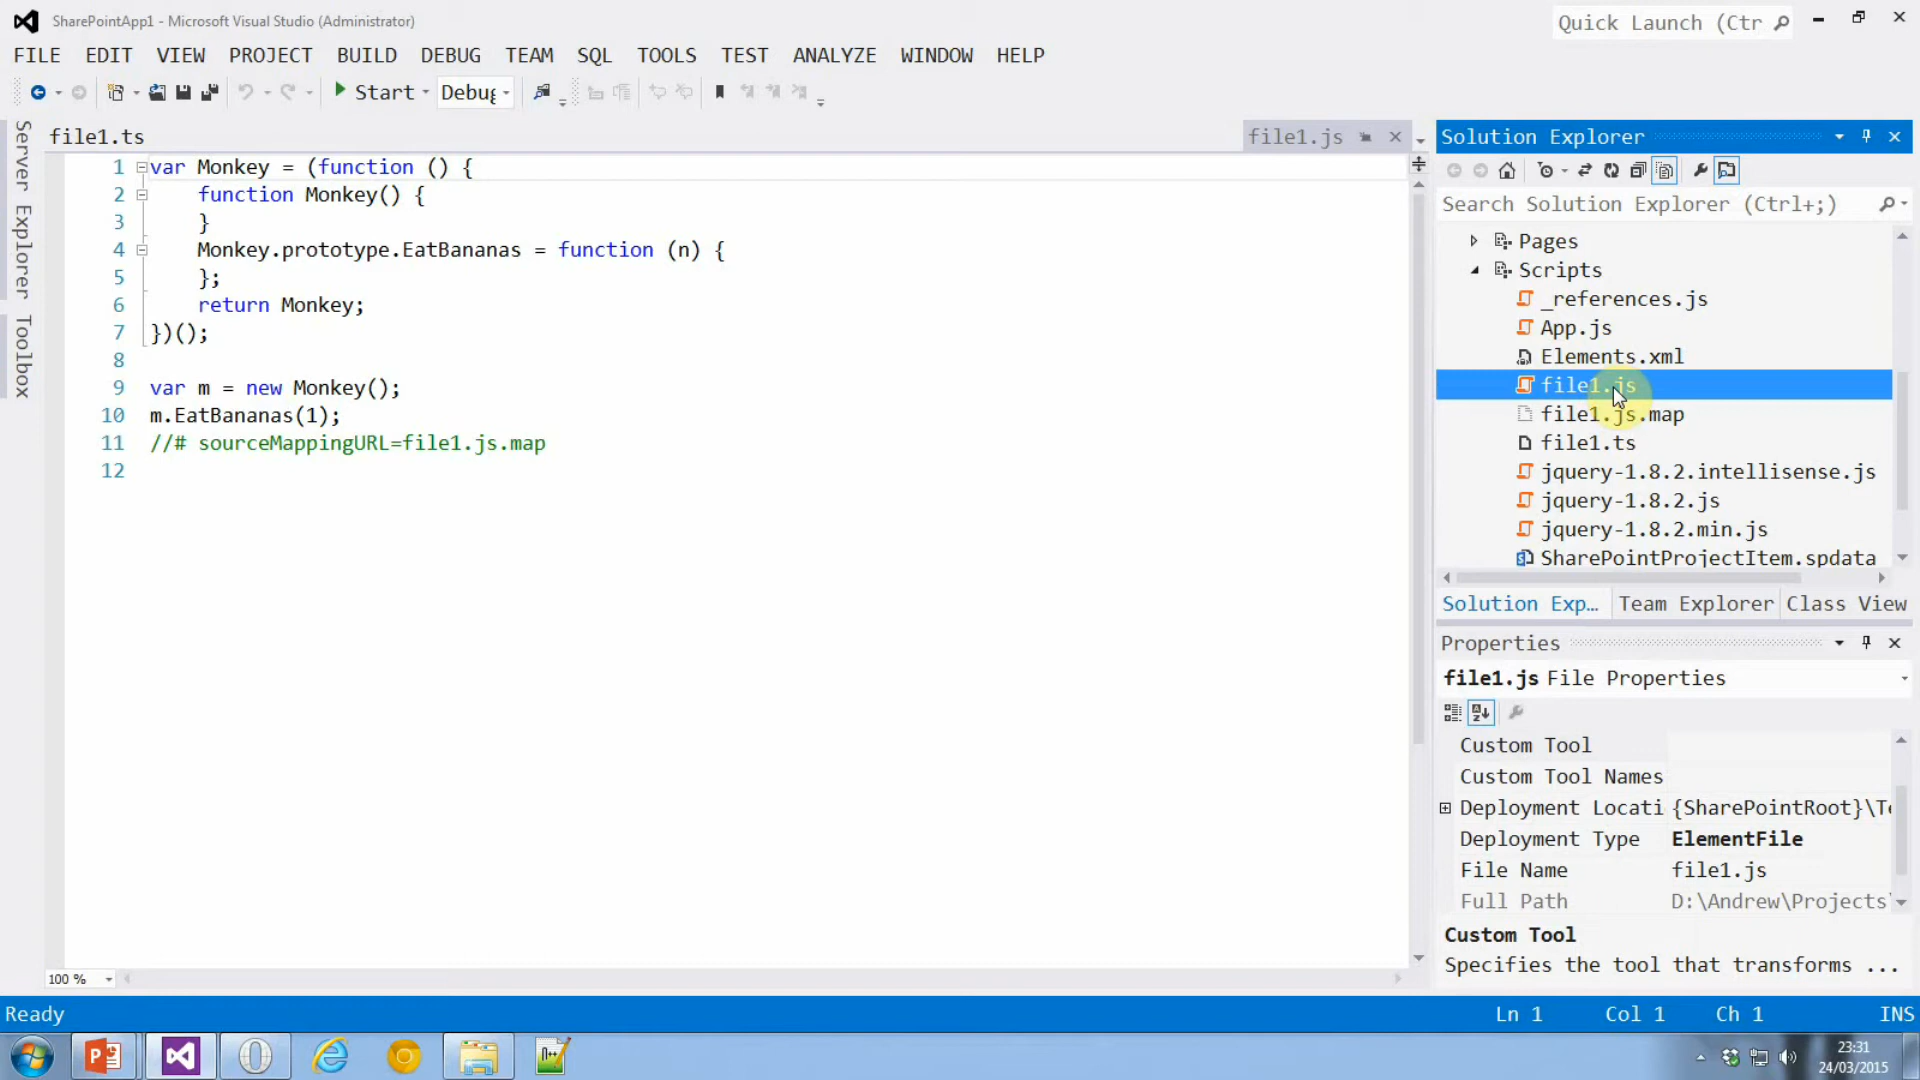 SharePointApp1 - Microsoft Visual Studio (Administrator)
Quick Launch (Ctr
FILE EDIT VIEW PROJECT BUILD DEBUG TEAM SQL TOOLS TEST ANALYZE WINDOW HELP
Start Debug
Server Explorer
Toolbox
file1.ts
file1.js
1 var Monkey = (function () {
2 function Monkey() {
3 }
4 Monkey.prototype.EatBananas = function (n) {
5 };
6 return Monkey;
7 })();
8
9 var m = new Monkey();
10 m.EatBananas(1);
11 //# sourceMappingURL=file1.js.map
12
100 %
Solution Explorer
Search Solution Explorer (Ctrl+;)
Pages
Scripts
_references.js
App.js
Elements.xml
file1.js
file1.js.map
file1.ts
jquery-1.8.2.intellisense.js
jquery-1.8.2.js
jquery-1.8.2.min.js
SharePointProjectItem.spdata
Solution Exp... Team Explorer Class View
Properties
file1.js File Properties
Custom Tool
Custom Tool Names
Deployment Locati {SharePointRoot}\Te
Deployment Type ElementFile
File Name file1.js
Full Path D:\Andrew\Projects\
Custom Tool
Specifies the tool that transforms ...
Ready Ln 1 Col 1 Ch 1 INS
23:31
24/03/2015